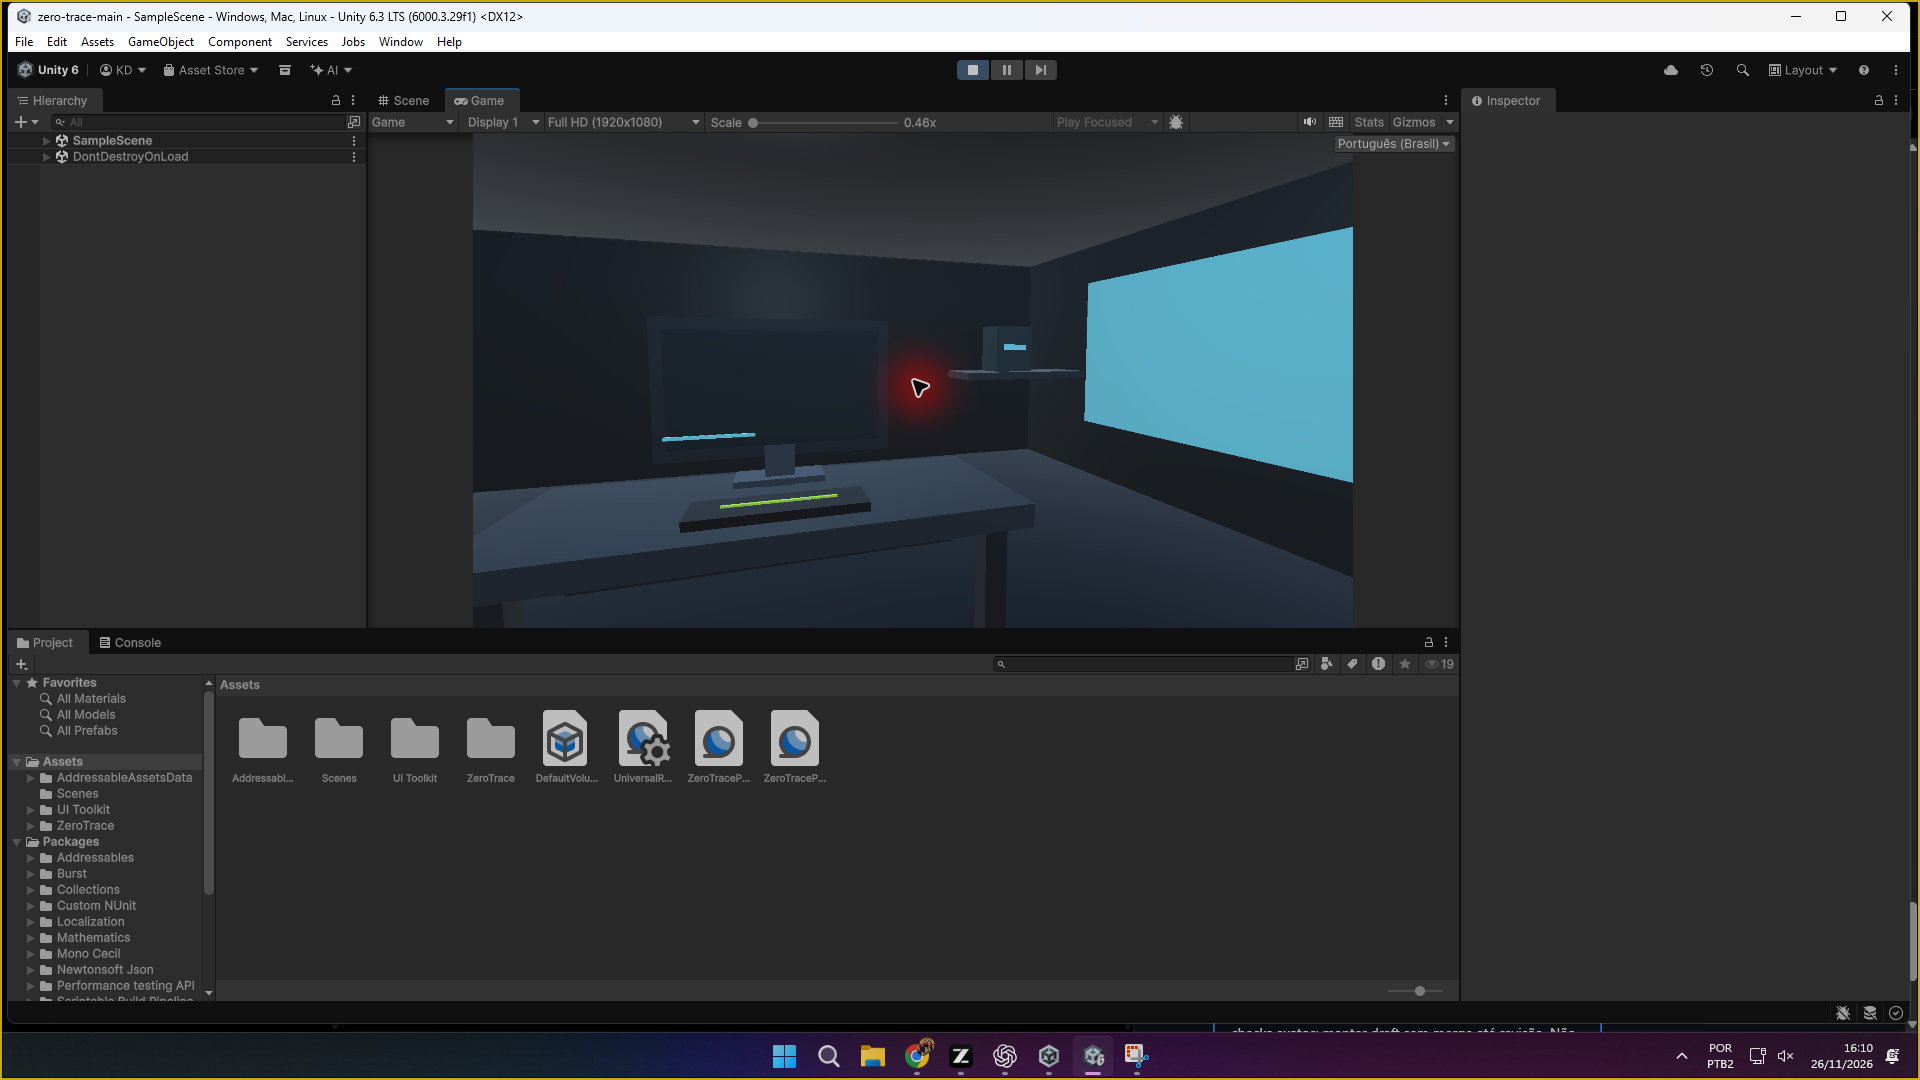 zero-trace-main - SampleScene - Windows, Mac, Linux - Unity 6.3 LTS (6000.3.29f1) <DX12>
File Edit Assets GameObject Component Services Jobs Window Help
Unity 6 KD Asset Store AI Layout
Hierarchy Scene Game Inspector
All Game Display 1 Full HD (1920x1080) Scale 0.46x Play Focused Stats Gizmos
SampleScene
Português (Brasil)
DontDestroyOnLoad
Project Console
19
Favorites
All Materials
All Models
All Prefabs
Assets
AddressableAssetsData
Scenes
UI Toolkit
ZeroTrace
Packages
Addressables
Burst
Collections
Custom NUnit
Localization
Mathematics
Mono Cecil
Newtonsoft Json
Performance testing API
Assets
Addressabl... Scenes UI Toolkit ZeroTrace DefaultVolu... UniversalR... ZeroTraceP... ZeroTraceP...
POR
PTB2
16:10
26/11/2026